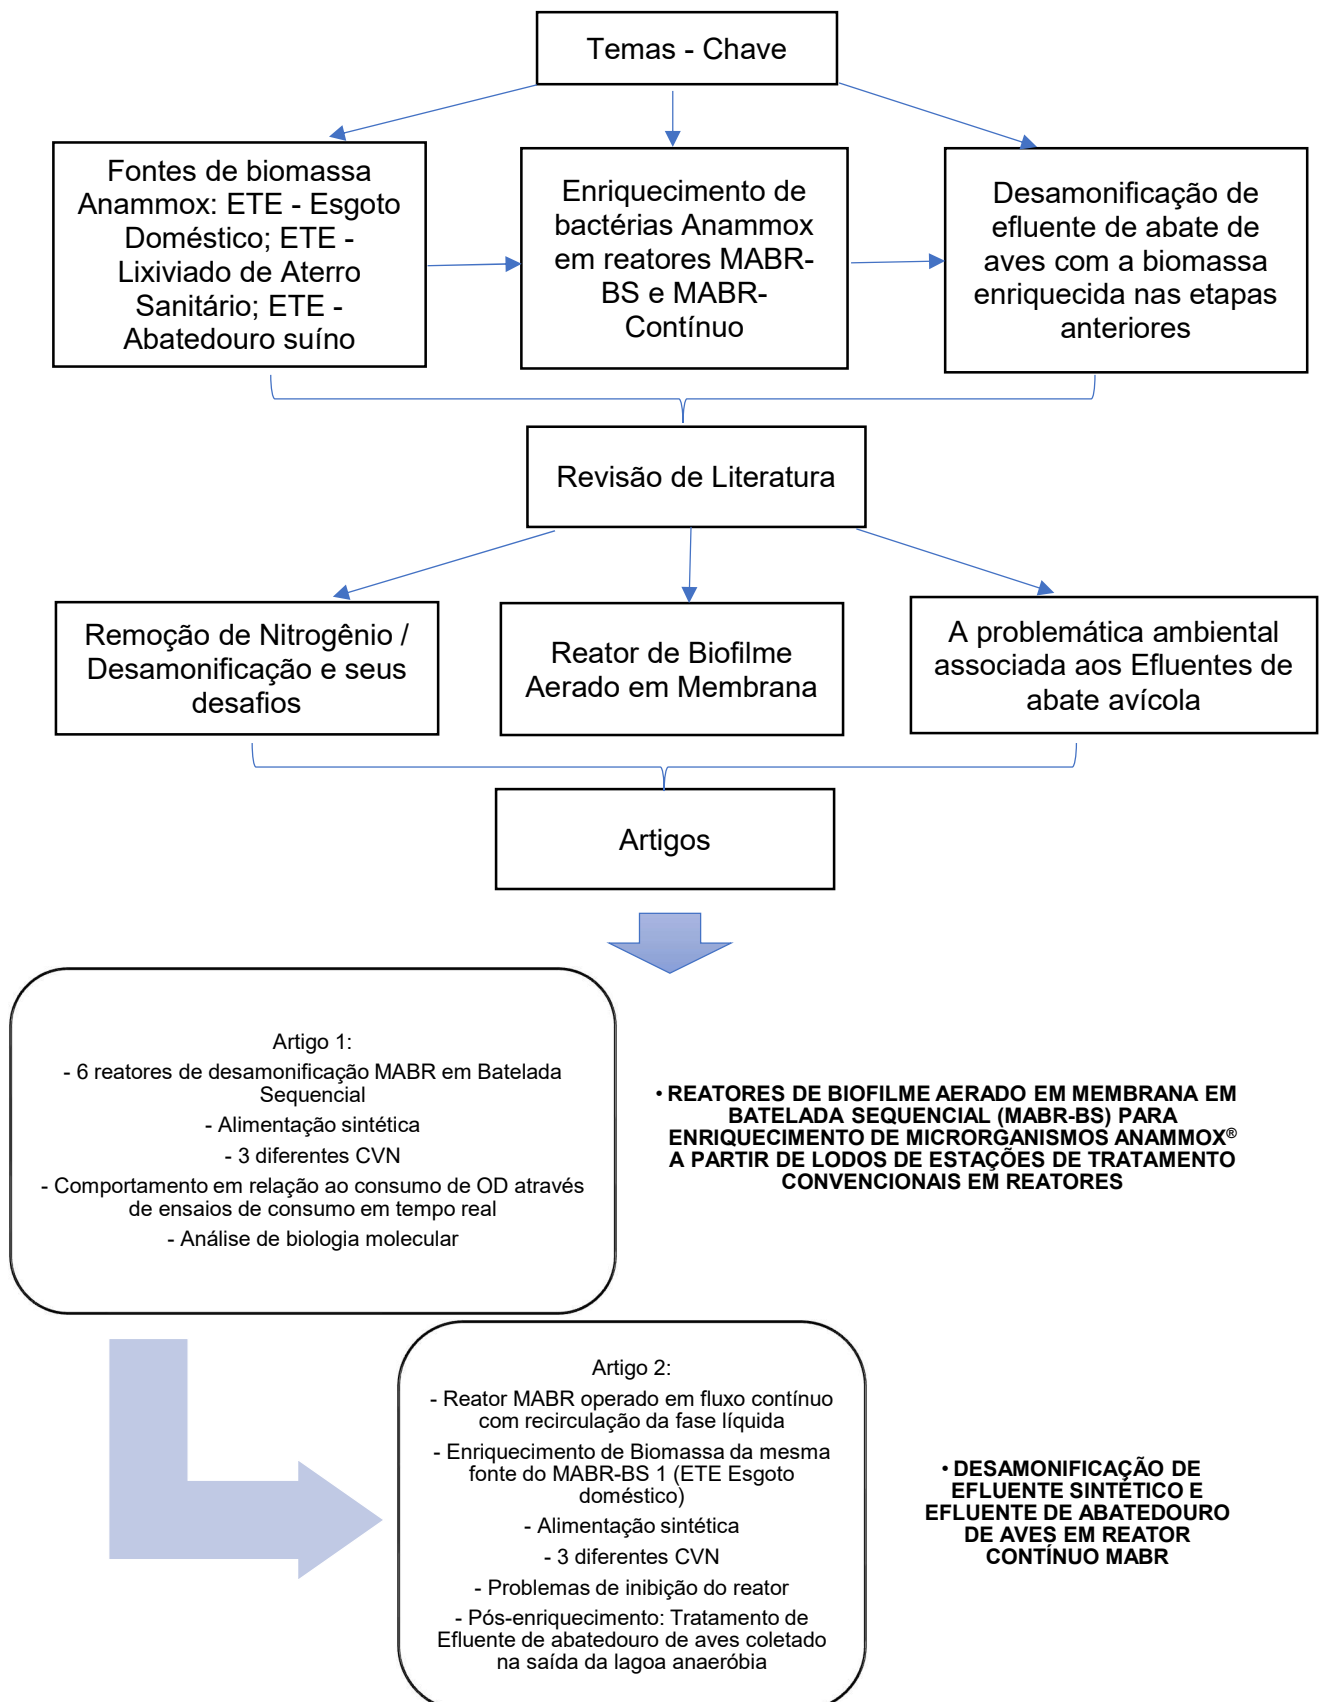 Temas - Chave
Fontes de biomassa
Anammox: ETE - Esgoto
Doméstico; ETE -
Lixiviado de Aterro
Sanitário; ETE -
Abatedouro suíno
Enriquecimento de
bactérias Anammox
em reatores MABR-
BS e MABR-
Contínuo
Desamonificação de
efluente de abate de
aves com a biomassa
enriquecida nas etapas
anteriores
Revisão de Literatura
Remoção de Nitrogênio /
Desamonificação e seus
desafios
Reator de Biofilme
Aerado em Membrana
A problemática ambiental
associada aos Efluentes de
abate avícola
Artigos
Artigo 1:
- 6 reatores de desamonificação MABR em Batelada
Sequencial
- Alimentação sintética
- 3 diferentes CVN
- Comportamento em relação ao consumo de OD através
de ensaios de consumo em tempo real
- Análise de biologia molecular
• REATORES DE BIOFILME AERADO EM MEMBRANA EM
BATELADA SEQUENCIAL (MABR-BS) PARA
ENRIQUECIMENTO DE MICRORGANISMOS ANAMMOX®
A PARTIR DE LODOS DE ESTAÇÕES DE TRATAMENTO
CONVENCIONAIS EM REATORES
Artigo 2:
- Reator MABR operado em fluxo contínuo
com recirculação da fase líquida
- Enriquecimento de Biomassa da mesma
fonte do MABR-BS 1 (ETE Esgoto
doméstico)
- Alimentação sintética
- 3 diferentes CVN
- Problemas de inibição do reator
- Pós-enriquecimento: Tratamento de
Efluente de abatedouro de aves coletado
na saída da lagoa anaeróbia
• DESAMONIFICAÇÃO DE
EFLUENTE SINTÉTICO E
EFLUENTE DE ABATEDOURO
DE AVES EM REATOR
CONTÍNUO MABR